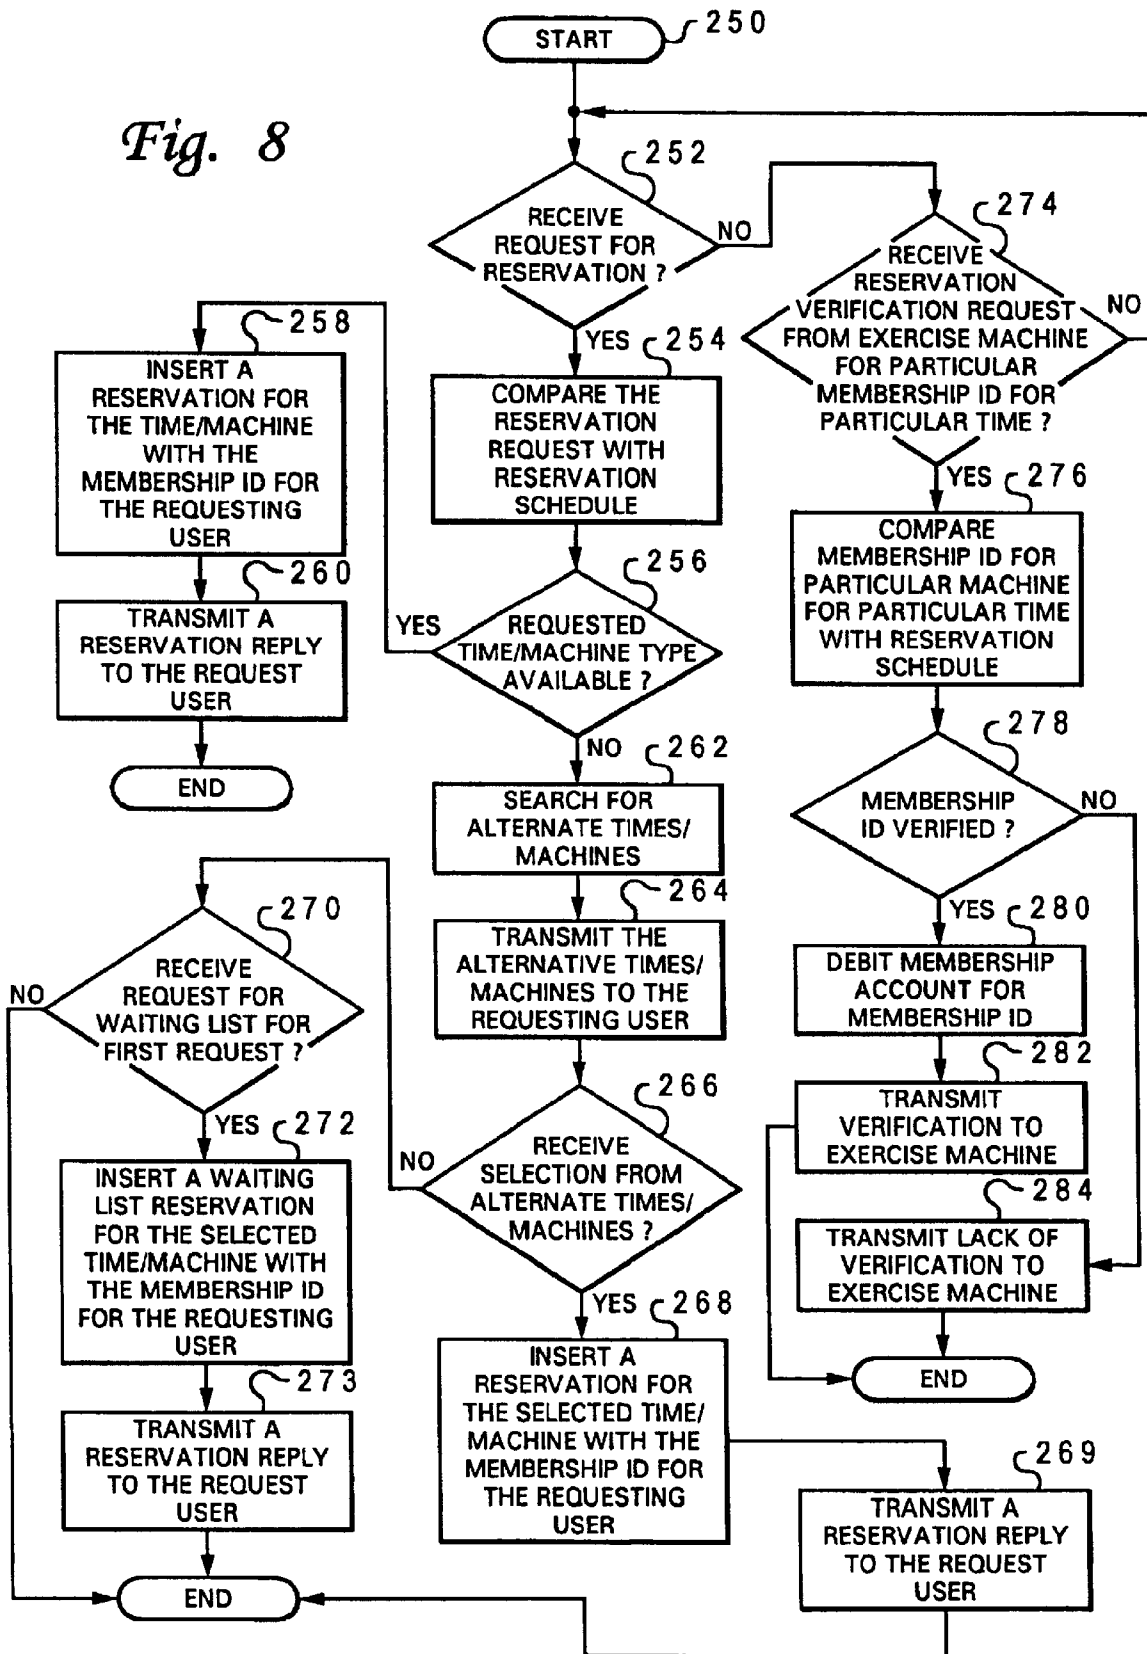 START
250
Fig. 8
252
RECEIVE
REQUEST FOR
RESERVATION ?
NO
YES
274
RECEIVE
RESERVATION
VERIFICATION REQUEST
FROM EXERCISE MACHINE
FOR PARTICULAR
MEMBERSHIP ID FOR
PARTICULAR TIME ?
NO
YES
258
INSERT A
RESERVATION FOR
THE TIME/MACHINE
WITH THE
MEMBERSHIP ID FOR
THE REQUESTING
USER
254
COMPARE THE
RESERVATION
REQUEST WITH
RESERVATION
SCHEDULE
276
COMPARE
MEMBERSHIP ID FOR
PARTICULAR MACHINE
FOR PARTICULAR TIME
WITH RESERVATION
SCHEDULE
260
TRANSMIT A
RESERVATION REPLY
TO THE REQUEST
USER
END
256
YES
REQUESTED
TIME/MACHINE TYPE
AVAILABLE ?
NO
278
MEMBERSHIP
ID VERIFIED ?
NO
YES
262
SEARCH FOR
ALTERNATE TIMES/
MACHINES
264
TRANSMIT THE
ALTERNATIVE TIMES/
MACHINES TO THE
REQUESTING USER
280
DEBIT MEMBERSHIP
ACCOUNT FOR
MEMBERSHIP ID
270
NO
RECEIVE
REQUEST FOR
WAITING LIST FOR
FIRST REQUEST ?
YES
266
NO
RECEIVE
SELECTION FROM
ALTERNATE TIMES/
MACHINES ?
YES
282
TRANSMIT
VERIFICATION TO
EXERCISE MACHINE
284
TRANSMIT LACK OF
VERIFICATION TO
EXERCISE MACHINE
END
272
INSERT A WAITING
LIST RESERVATION
FOR THE SELECTED
TIME/MACHINE WITH
THE MEMBERSHIP ID
FOR THE REQUESTING
USER
268
INSERT A
RESERVATION FOR
THE SELECTED TIME/
MACHINE WITH THE
MEMBERSHIP ID FOR
THE REQUESTING
USER
273
TRANSMIT A
RESERVATION REPLY
TO THE REQUEST
USER
269
TRANSMIT A
RESERVATION REPLY
TO THE REQUEST
USER
END